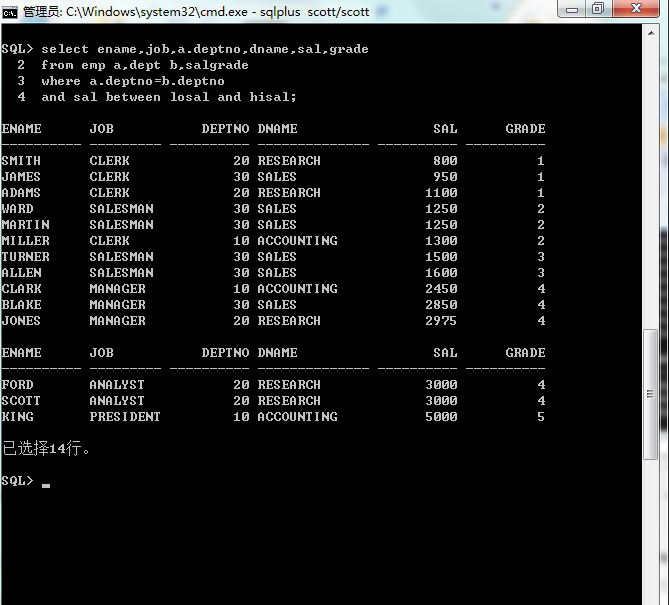 管理员: C:\Windows\system32\cmd.exe - sqlplus  scott/scott
SQL> select ename,job,a.deptno,dname,sal,grade
  2  from emp a,dept b,salgrade
  3  where a.deptno=b.deptno
  4  and sal between losal and hisal;
ENAME      JOB           DEPTNO DNAME                 SAL      GRADE
---------- --------- ---------- -------------- ---------- ----------
SMITH      CLERK             20 RESEARCH              800          1
JAMES      CLERK             30 SALES                 950          1
ADAMS      CLERK             20 RESEARCH             1100          1
WARD       SALESMAN          30 SALES                1250          2
MARTIN     SALESMAN          30 SALES                1250          2
MILLER     CLERK             10 ACCOUNTING           1300          2
TURNER     SALESMAN          30 SALES                1500          3
ALLEN      SALESMAN          30 SALES                1600          3
CLARK      MANAGER           10 ACCOUNTING           2450          4
BLAKE      MANAGER           30 SALES                2850          4
JONES      MANAGER           20 RESEARCH             2975          4
ENAME      JOB           DEPTNO DNAME                 SAL      GRADE
---------- --------- ---------- -------------- ---------- ----------
FORD       ANALYST           20 RESEARCH             3000          4
SCOTT      ANALYST           20 RESEARCH             3000          4
KING       PRESIDENT         10 ACCOUNTING           5000          5
已选择14行。
SQL> _